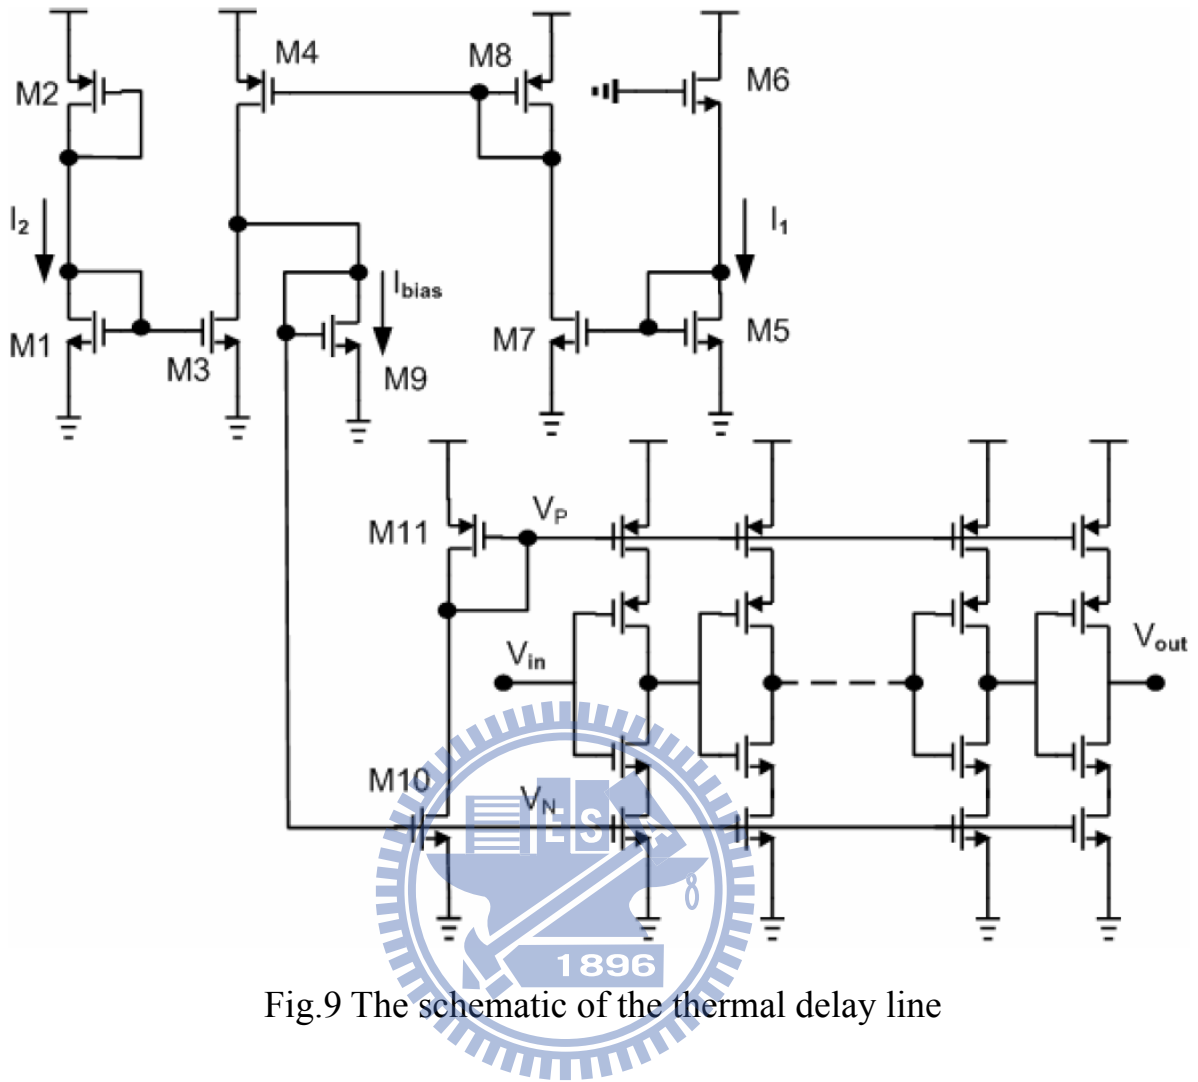 M4
M8
M2
M6
I2
I1
Ibias
M1
M3
M9
M7
M5
M11
VP
Vin
Vout
M10
VN
ES
1896
Fig.9 The schematic of the thermal delay line